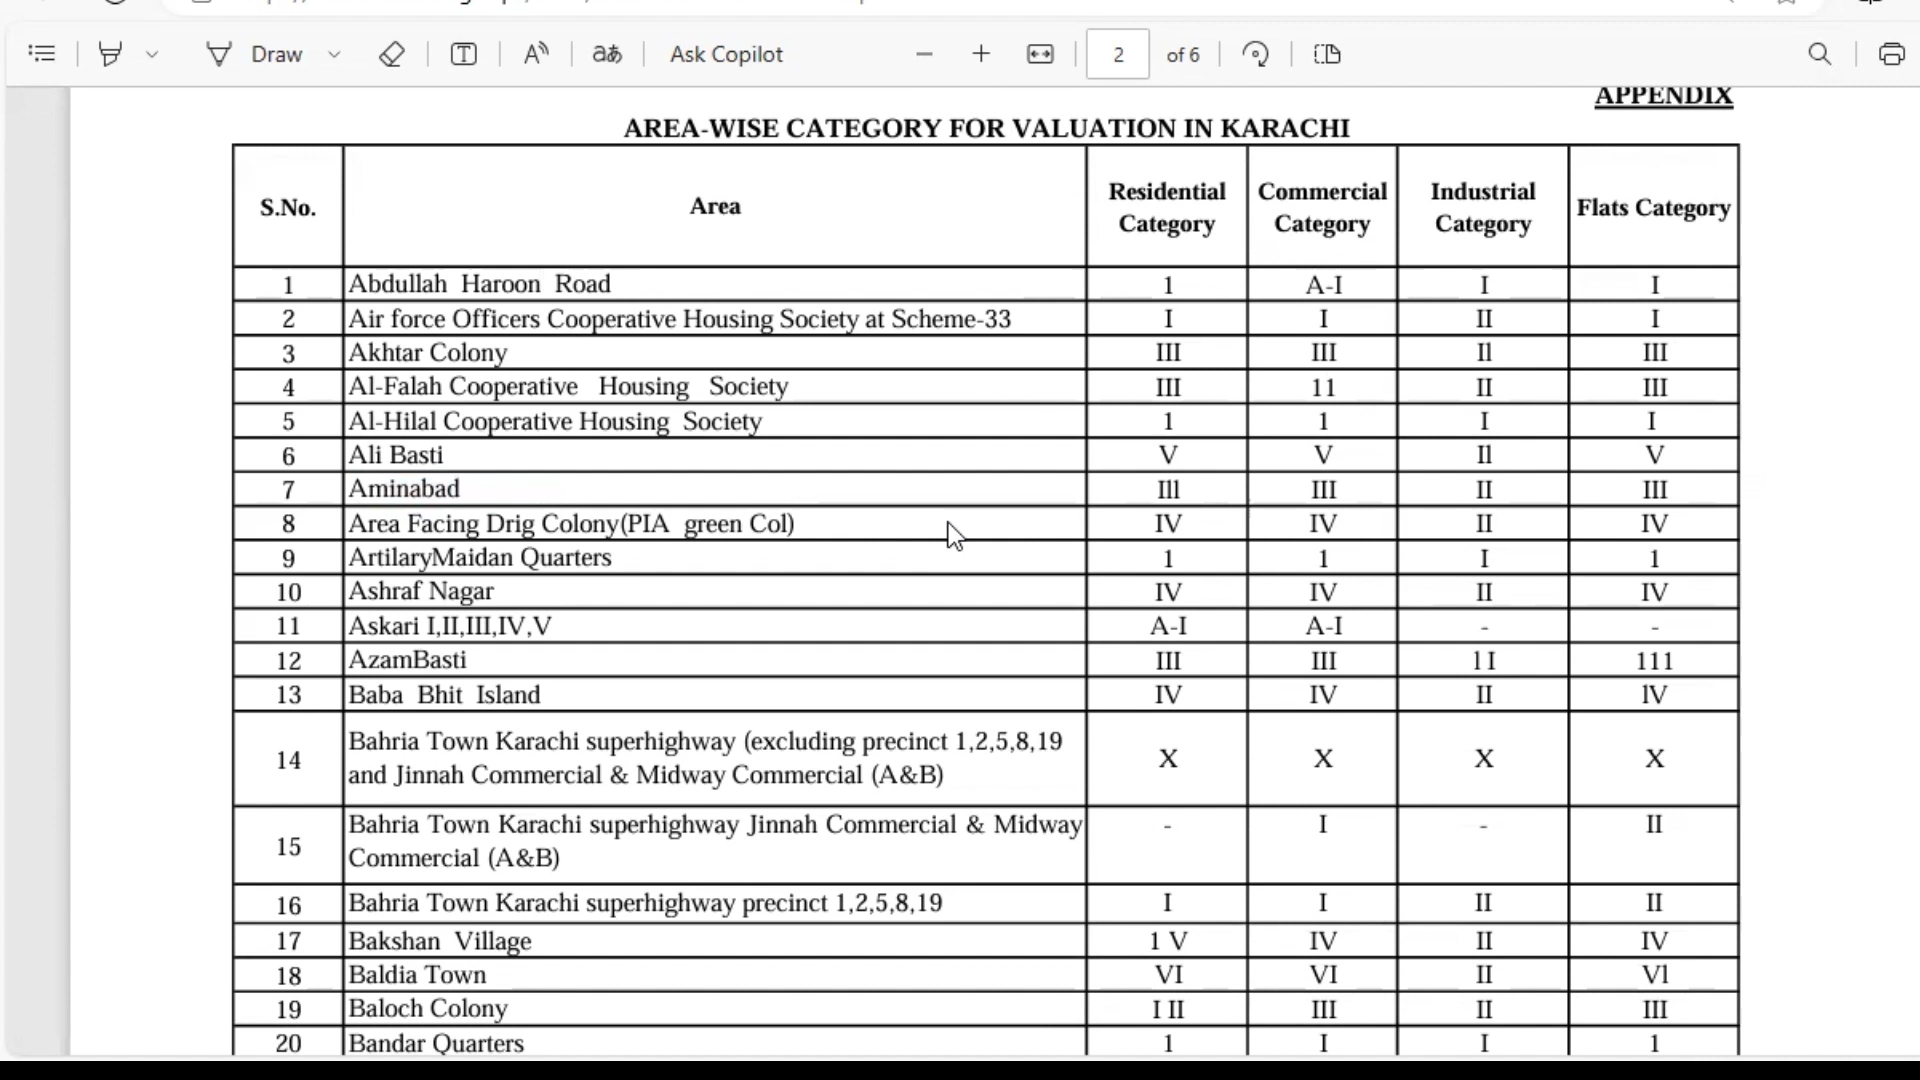 Draw
Ask Copilot
2 of 6
APPENDIX
AREA-WISE CATEGORY FOR VALUATION IN KARACHI
S.No. Area Residential Category Commercial Category Industrial Category Flats Category
1 Abdullah Haroon Road 1 A-I I I
2 Air force Officers Cooperative Housing Society at Scheme-33 I I II I
3 Akhtar Colony III III Il III
4 Al-Falah Cooperative Housing Society III 11 II III
5 Al-Hilal Cooperative Housing Society 1 1 I I
6 Ali Basti V V Il V
7 Aminabad Ill III II III
8 Area Facing Drig Colony(PIA green Col) IV IV II IV
9 ArtilaryMaidan Quarters 1 1 I 1
10 Ashraf Nagar IV IV II IV
11 Askari I,II,III,IV,V A-I A-I - -
12 AzamBasti III III 1I 111
13 Baba Bhit Island IV IV II lV
14 Bahria Town Karachi superhighway (excluding precinct 1,2,5,8,19 X X X X
and Jinnah Commercial & Midway Commercial (A&B)
15 Bahria Town Karachi superhighway Jinnah Commercial & Midway - I - II
Commercial (A&B)
16 Bahria Town Karachi superhighway precinct 1,2,5,8,19 I I II II
17 Bakshan Village 1 V IV II IV
18 Baldia Town VI VI II Vl
19 Baloch Colony I II III II III
20 Bandar Quarters 1 I I 1